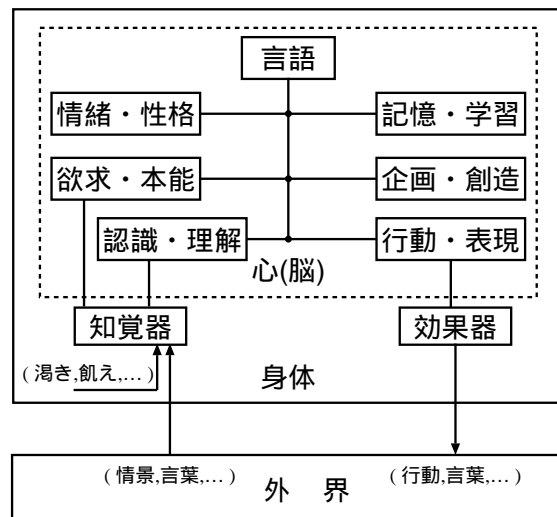 言語
情緒・性格
記憶・学習
欲求・本能
企画・創造
認識・理解
行動・表現
心(脳)
知覚器
効果器
(渇き,飢え,…)
身体
(情景,言葉,…)
(行動,言葉,…)
外 界